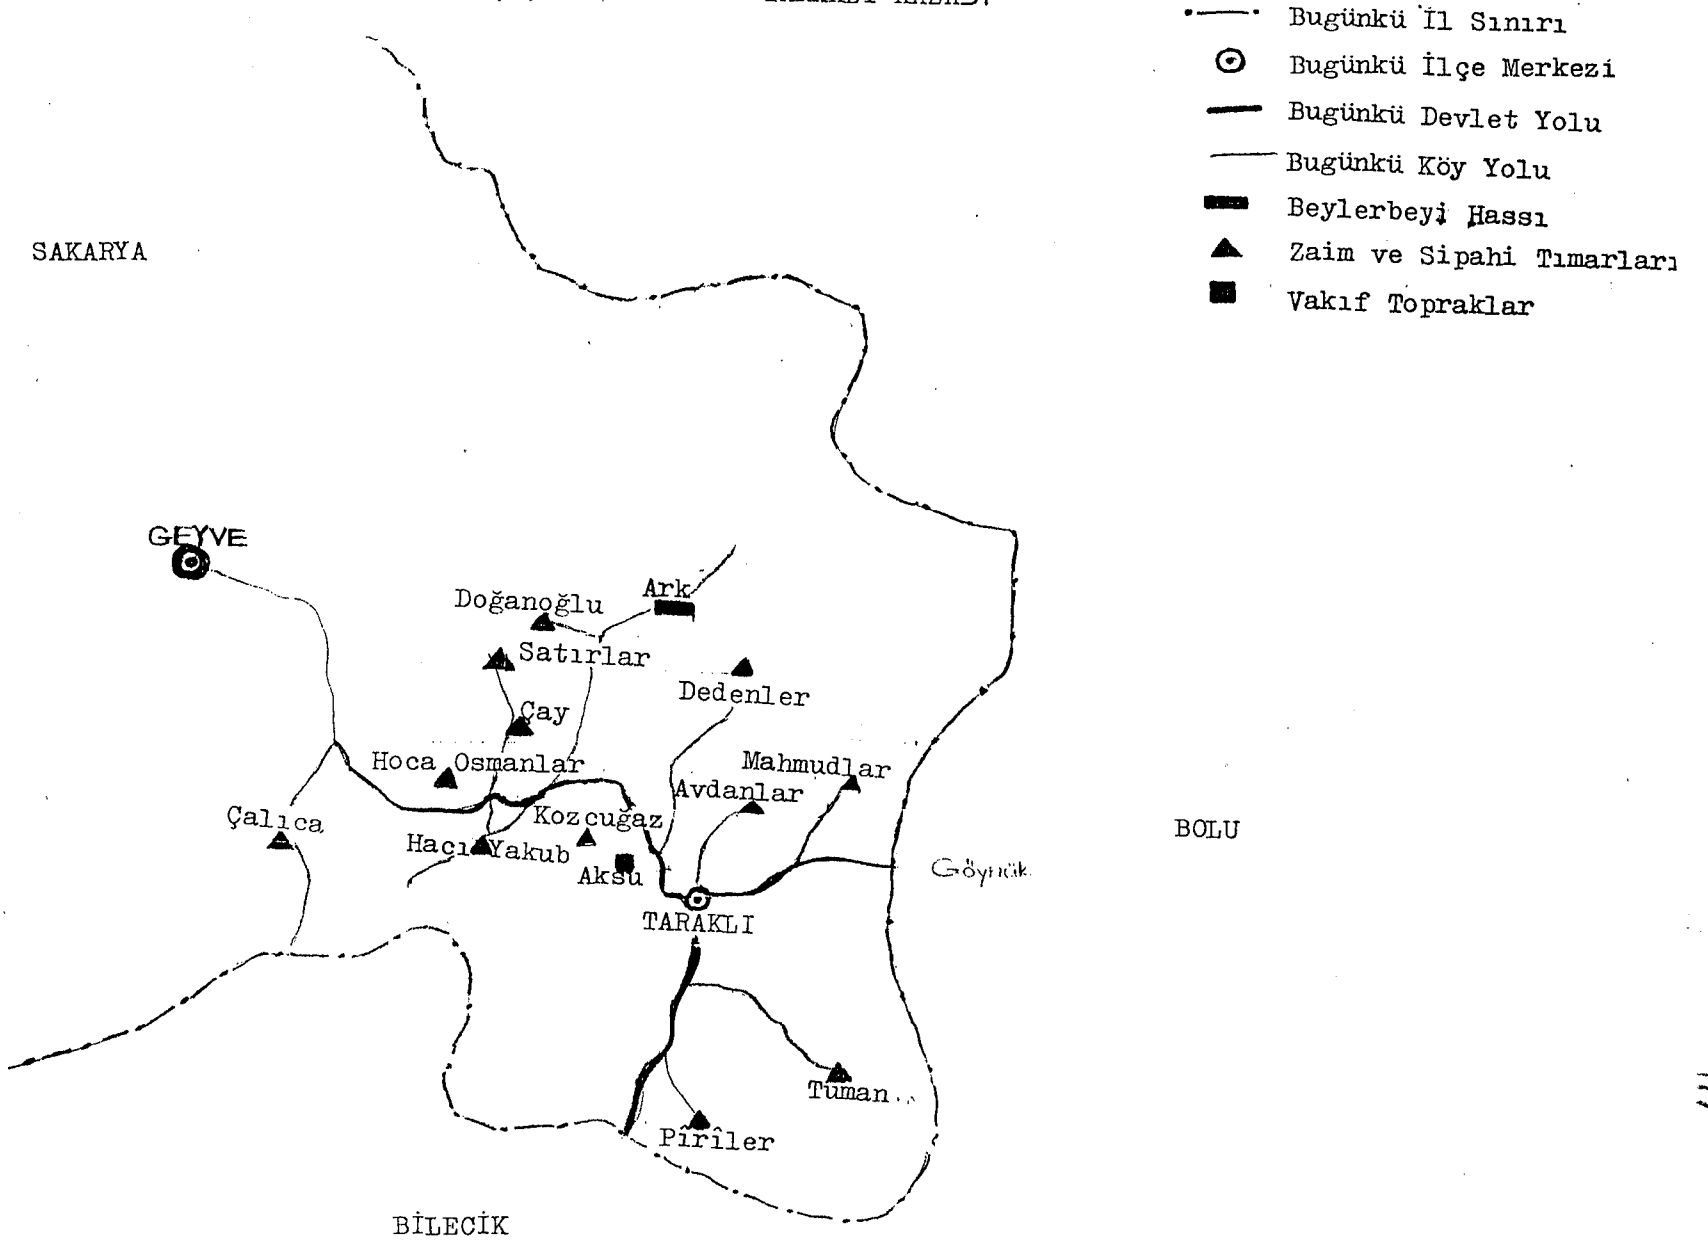 Bugünkü İl Sınırı
Bugünkü İlçe Merkezi
Bugünkü Devlet Yolu
Bugünkü Köy Yolu
Beylerbeyi Hassı
Zaim ve Sipahi Tımarları
Vakıf Topraklar
SAKARYA
GEYVE
Ark
Doğanoğlu
Satırlar
Dedenler
Çay
Hoca Osmanlar
Mahmudlar
Avdanlar
Çalıca
Kozcuğaz
Hacı Yakub
Aksu
BOLU
Göynük
TARAKLI
Tuman
Pîrîler
BİLECİK